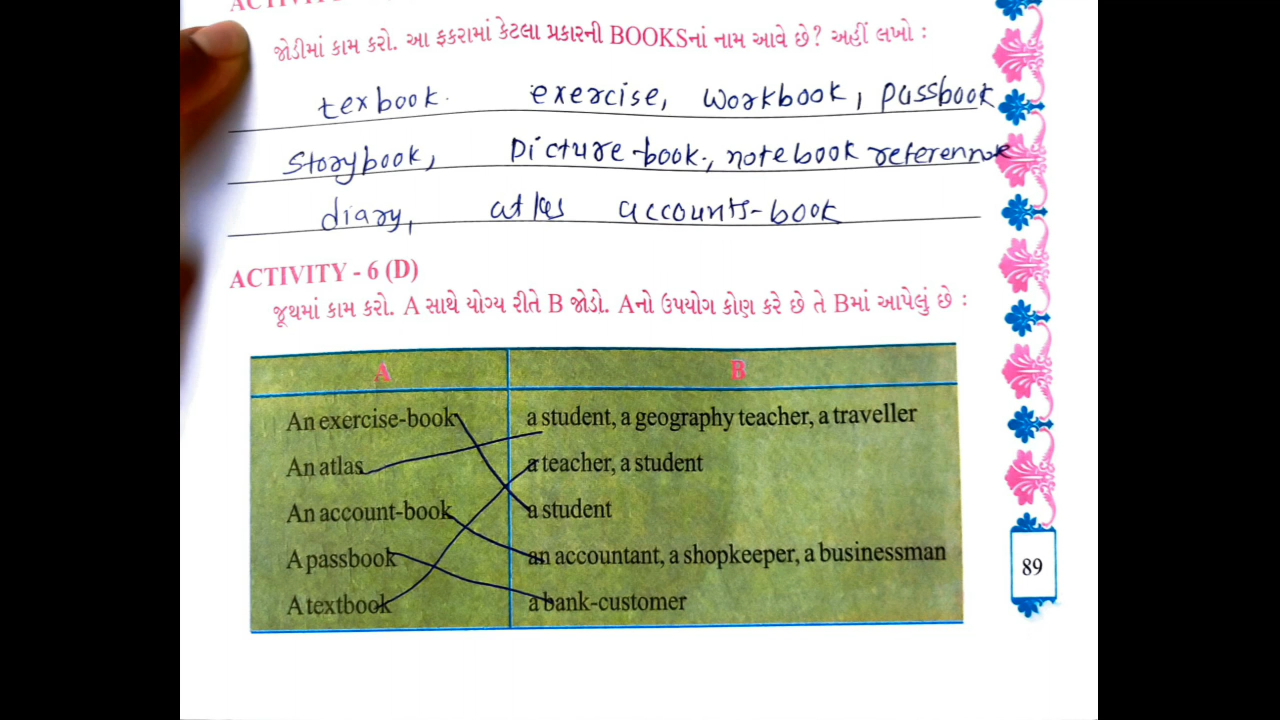 જોડીમાં કામ કરો. આ ફકરામાં કેટલા પ્રકારની BOOKSનાં નામ આવે છે? અહીં લખો :
texbook. exercise, workbook, passbook
storybook, picture-book, notebook
diary, atlas accounts-book
ACTIVITY - 6 (D)
જૂથમાં કામ કરો. A સાથે યોગ્ય રીતે B જોડો. Aનો ઉપયોગ કોણ કરે છે તે Bમાં આપેલું છે :
A B
An exercise-book a student, a geography teacher, a traveller
An atlas a teacher, a student
An account-book a student
A passbook an accountant, a shopkeeper, a businessman
A textbook a bank-customer
89